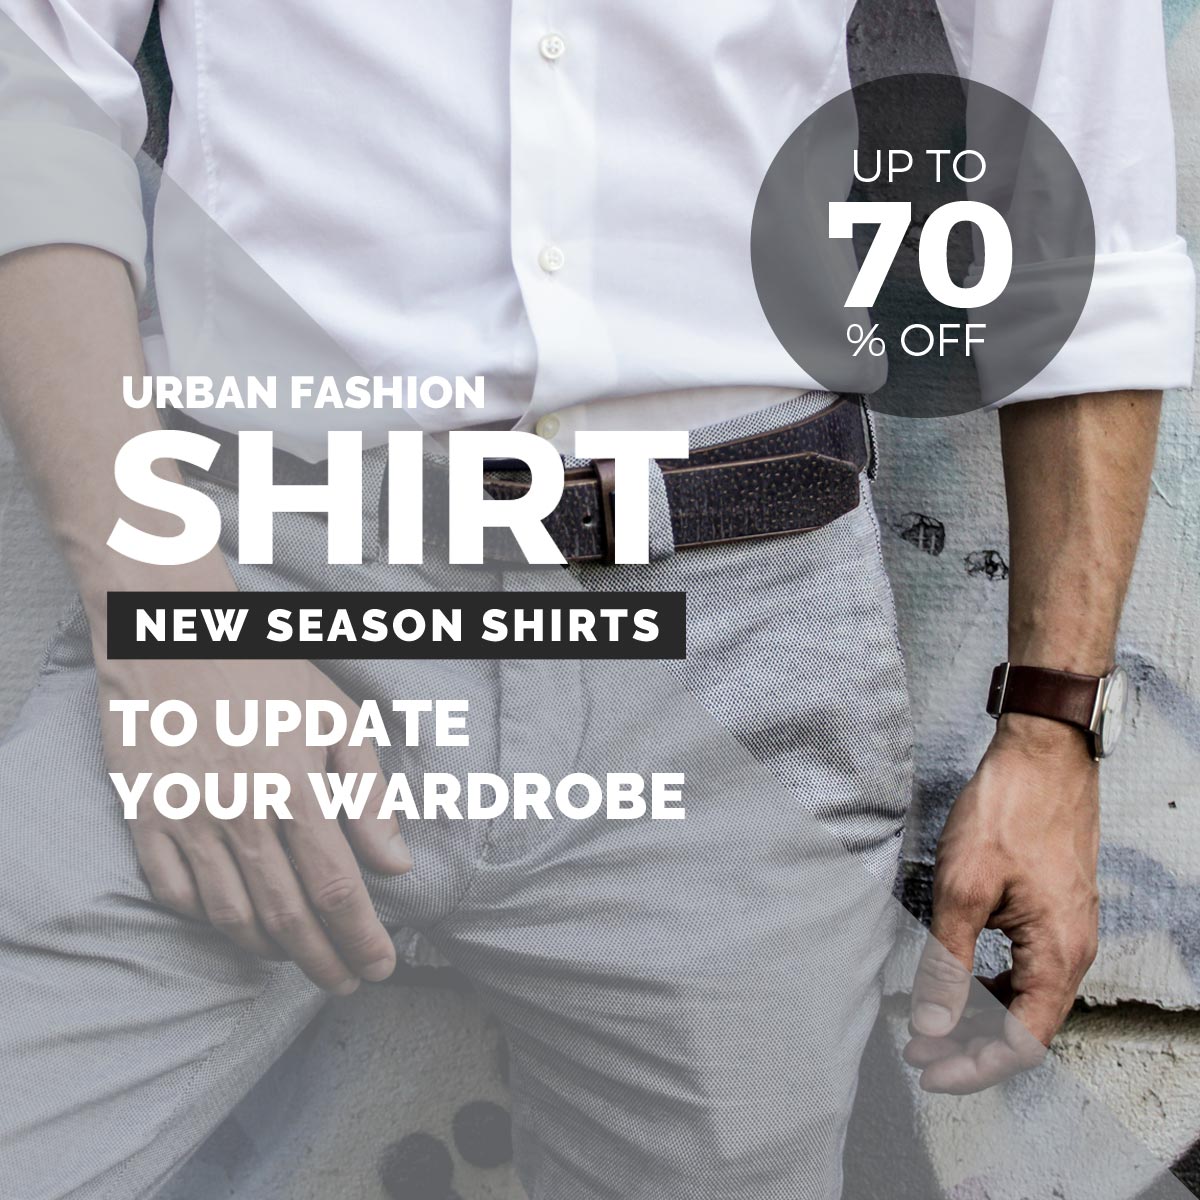 UP TO
70
% OFF
URBAN FASHION
SHIRT
NEW SEASON SHIRTS
TO UPDATE
YOUR WARDROBE